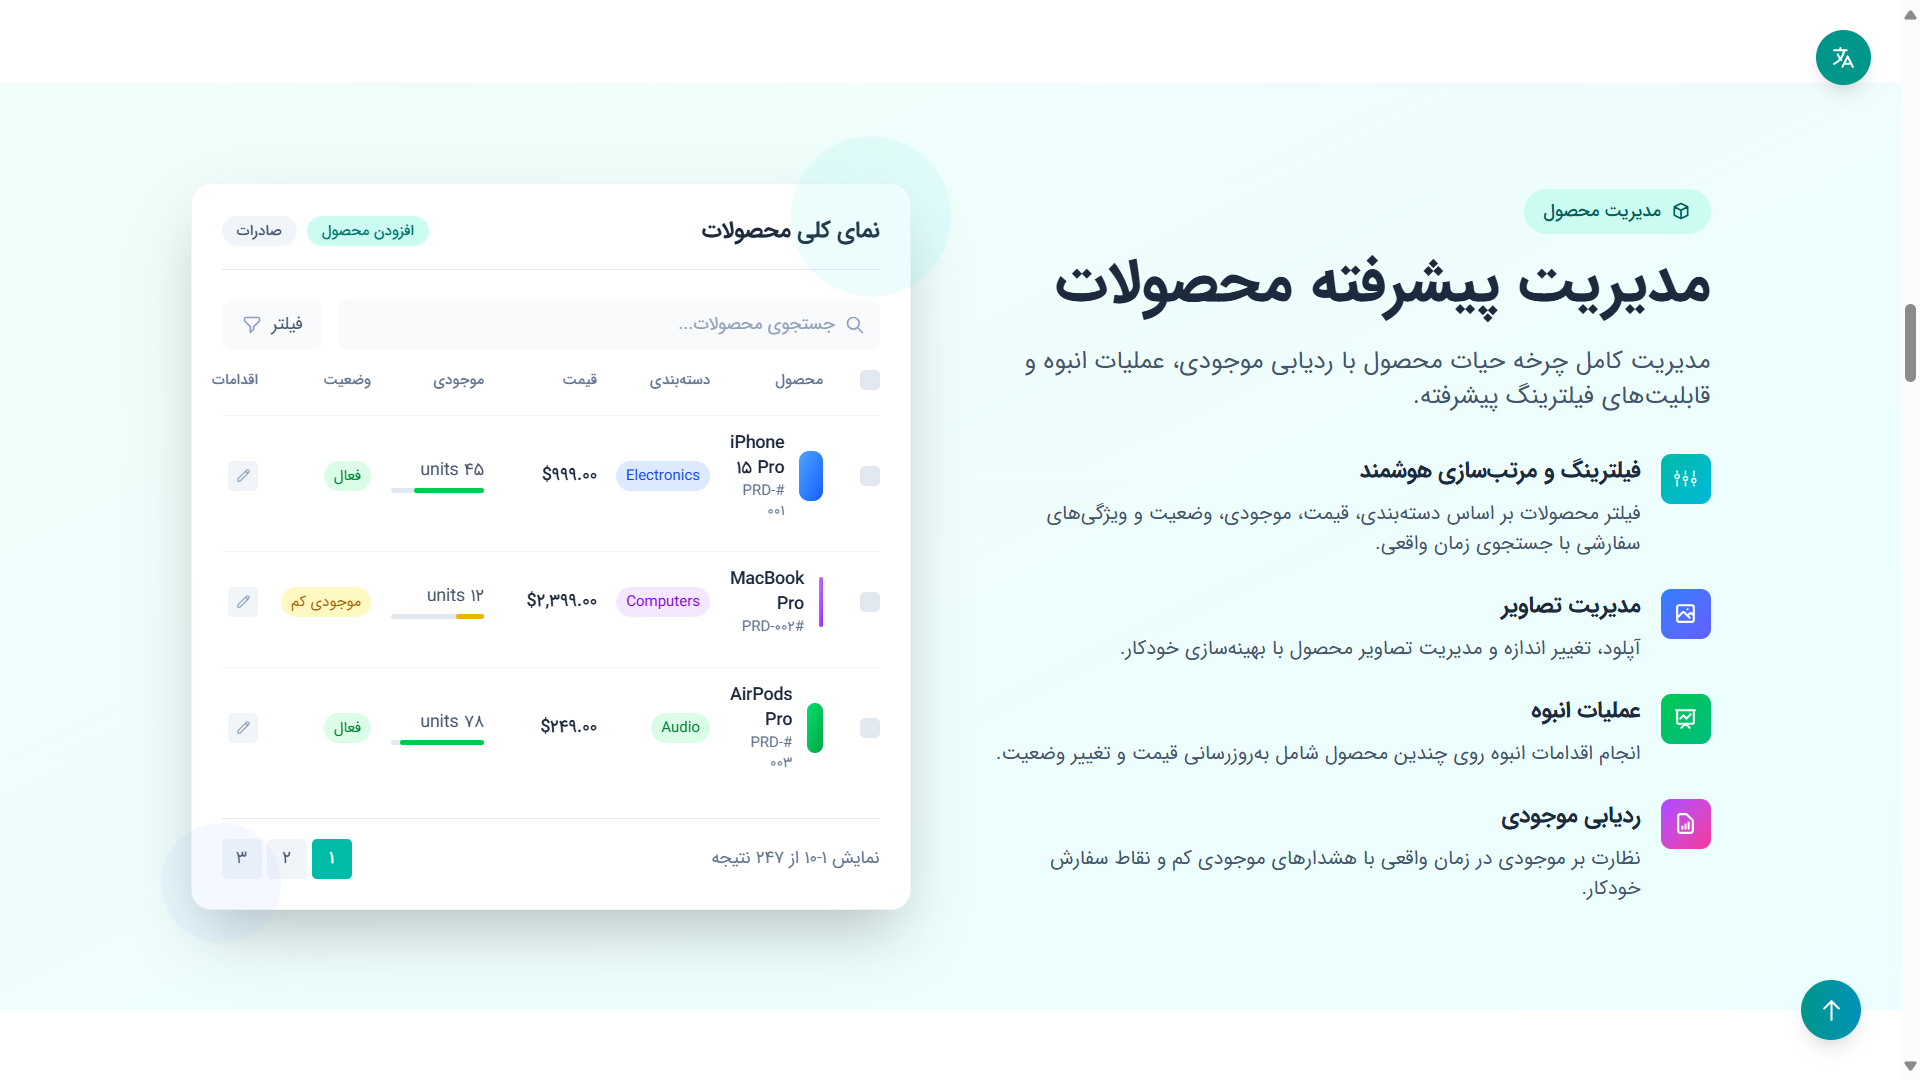 مدیریت محصول
مدیریت پیشرفته محصولات
مدیریت کامل چرخه حیات محصول با ردیابی موجودی، عملیات انبوه و
قابلیت‌های فیلترینگ پیشرفته.
فیلترینگ و مرتب‌سازی هوشمند
فیلتر محصولات بر اساس دسته‌بندی، قیمت، موجودی، وضعیت و ویژگی‌های
سفارشی با جستجوی زمان واقعی.
مدیریت تصاویر
آپلود، تغییر اندازه و مدیریت تصاویر محصول با بهینه‌سازی خودکار.
عملیات انبوه
انجام اقدامات انبوه روی چندین محصول شامل به‌روزرسانی قیمت و تغییر وضعیت.
ردیابی موجودی
نظارت بر موجودی در زمان واقعی با هشدارهای موجودی کم و نقاط سفارش
خودکار.
نمای کلی محصولات
افزودن محصول
صادرات
جستجوی محصولات...
فیلتر
محصول دسته‌بندی قیمت موجودی وضعیت اقدامات
iPhone
۱۵ Pro
PRD-#
۰۰۱
Electronics
$۹۹۹.۰۰
۴۵ units
فعال
MacBook
Pro
PRD-۰۰۲#
Computers
$۲,۳۹۹.۰۰
۱۲ units
موجودی کم
AirPods
Pro
PRD-#
۰۰۳
Audio
$۲۴۹.۰۰
۷۸ units
فعال
نمایش ۱-۱۰ از ۲۴۷ نتیجه
۱ ۲ ۳